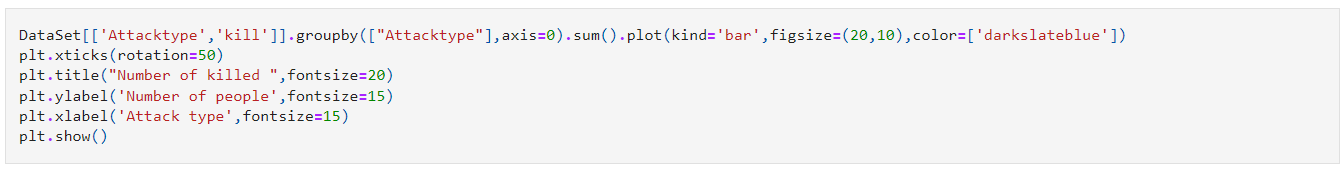 DataSet[['Attacktype','kill']].groupby(["Attacktype"],axis=0).sum().plot(kind='bar',figsize=(20,10),color=['darkslateblue'])
plt.xticks(rotation=50)
plt.title("Number of killed ",fontsize=20)
plt.ylabel('Number of people',fontsize=15)
plt.xlabel('Attack type',fontsize=15)
plt.show()